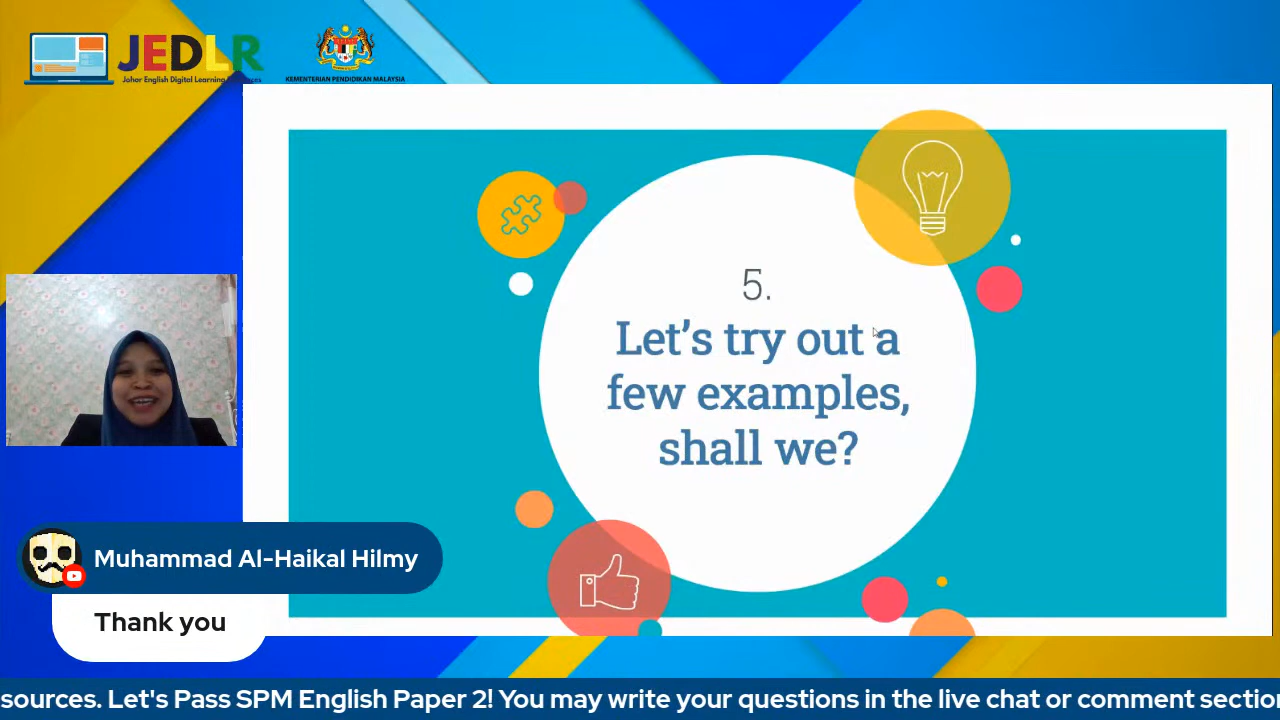 JEDLR
Johor English Digital Learning Resources
KEMENTERIAN PENDIDIKAN MALAYSIA
5.
Let's try out a
few examples,
shall we?
Muhammad Al-Haikal Hilmy
Thank you
sources. Let's Pass SPM English Paper 2! You may write your questions in the live chat or comment section